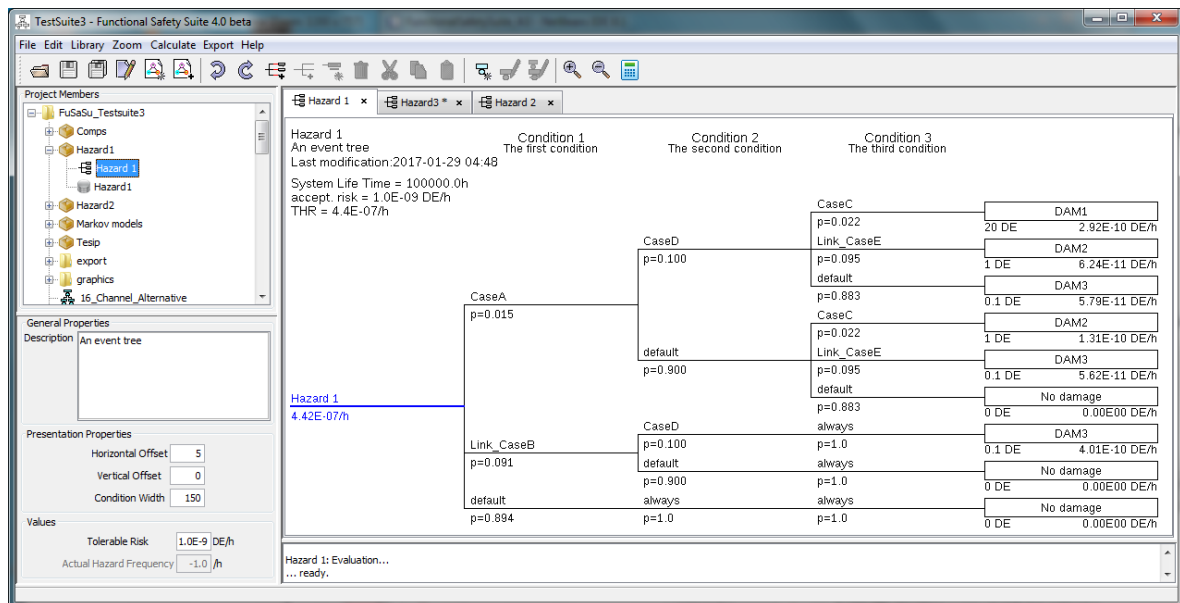 TestSuite3 - Functional Safety Suite 4.0 beta
File Edit Library Zoom Calculate Export Help
Project Members
FuSaSu_Testsuite3
Comps
Hazard1
Hazard 1
Hazard1
Hazard2
Markov models
Tesip
export
graphics
16_Channel_Alternative
General Properties
Description An event tree
Presentation Properties
Horizontal Offset 5
Vertical Offset 0
Condition Width 150
Values
Tolerable Risk 1.0E-9 DE/h
Actual Hazard Frequency -1.0 /h
Hazard 1 x Hazard3 * x Hazard 2 x
Hazard 1 Condition 1 Condition 2 Condition 3
An event tree The first condition The second condition The third condition
Last modification:2017-01-29 04:48
System Life Time = 100000.0h
accept. risk = 1.0E-09 DE/h
THR = 4.4E-07/h
CaseC DAM1
p=0.022 20 DE 2.92E-10 DE/h
CaseD Link_CaseE DAM2
p=0.100 p=0.095 1 DE 6.24E-11 DE/h
default DAM3
CaseA p=0.883 0.1 DE 5.79E-11 DE/h
p=0.015 CaseC DAM2
p=0.022 1 DE 1.31E-10 DE/h
default Link_CaseE DAM3
p=0.900 p=0.095 0.1 DE 5.62E-11 DE/h
Hazard 1 default No damage
4.42E-07/h p=0.883 0 DE 0.00E00 DE/h
CaseD always DAM3
Link_CaseB p=0.100 p=1.0 0.1 DE 4.01E-10 DE/h
p=0.091 default always No damage
p=0.900 p=1.0 0 DE 0.00E00 DE/h
default always always No damage
p=0.894 p=1.0 p=1.0 0 DE 0.00E00 DE/h
Hazard 1: Evaluation...
... ready.